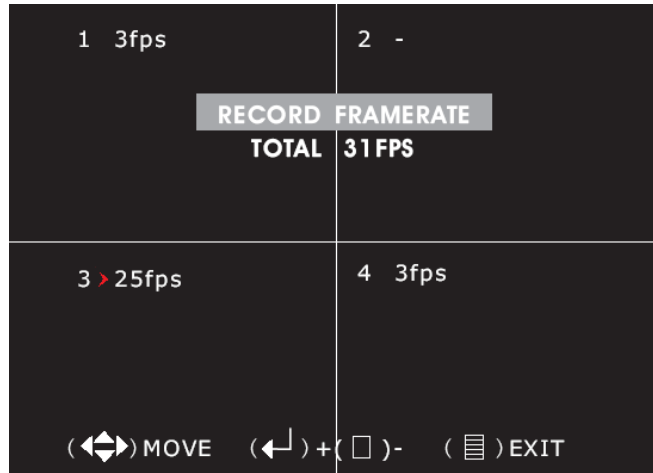 1 3fps 2 -
RECORD FRAMERATE
TOTAL 31FPS
3 25fps 4 3fps
( ) MOVE ( ) + ( ) - ( ) EXIT